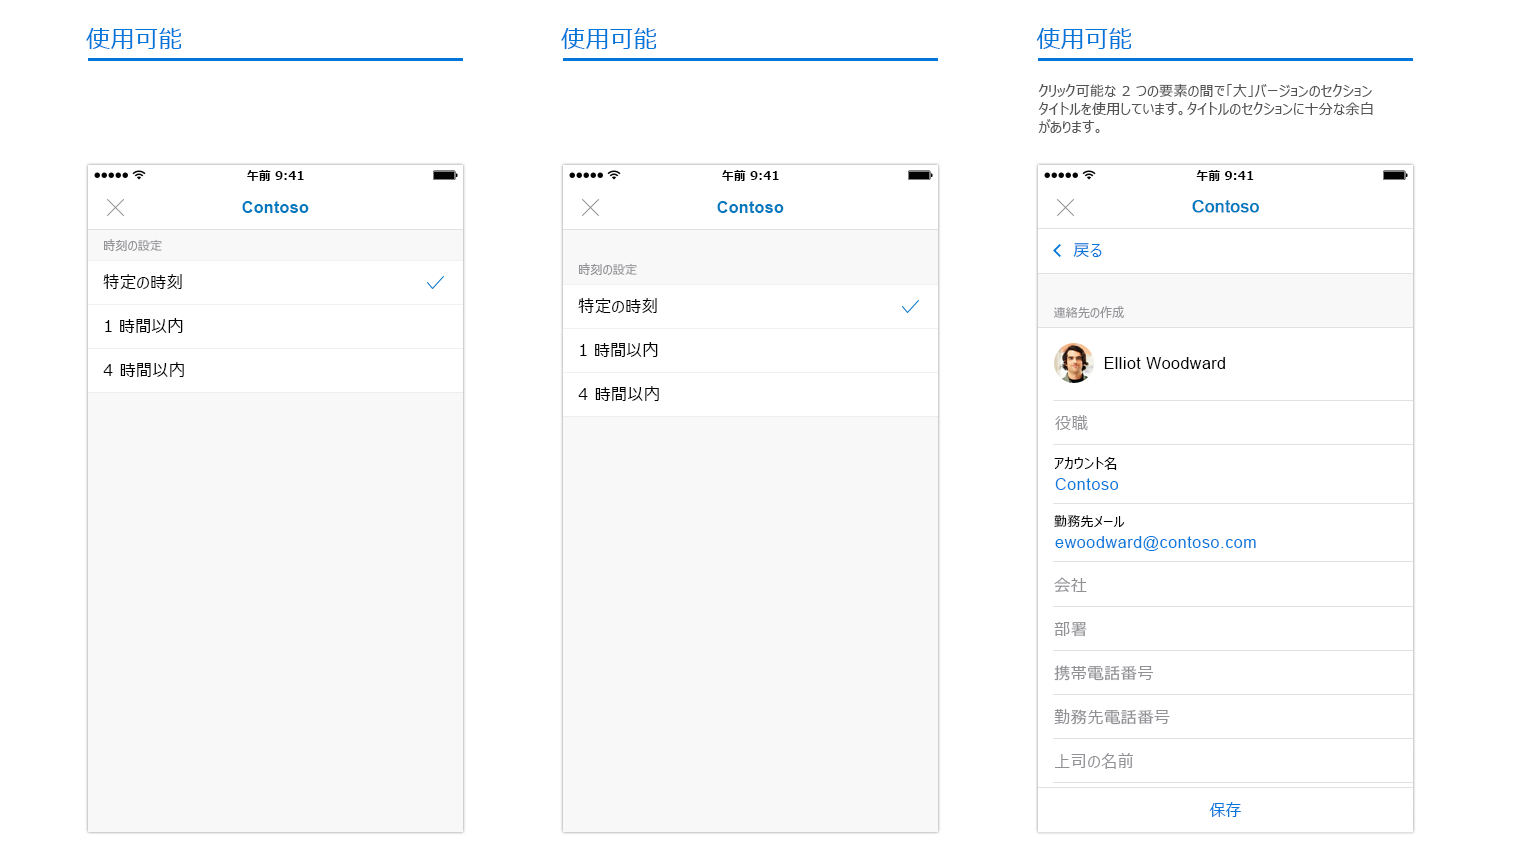 使用可能
午前 9:41
Contoso
時刻の設定
特定の時刻
1 時間以内
4 時間以内
使用可能
午前 9:41
Contoso
時刻の設定
特定の時刻
1 時間以内
4 時間以内
使用可能
クリック可能な 2 つの要素の間で「大」バージョンのセクション
タイトルを使用しています。タイトルのセクションに十分な余白
があります。
午前 9:41
Contoso
戻る
連絡先の作成
Elliot Woodward
役職
アカウント名
Contoso
勤務先メール
ewoodward@contoso.com
会社
部署
携帯電話番号
勤務先電話番号
上司の名前
保存